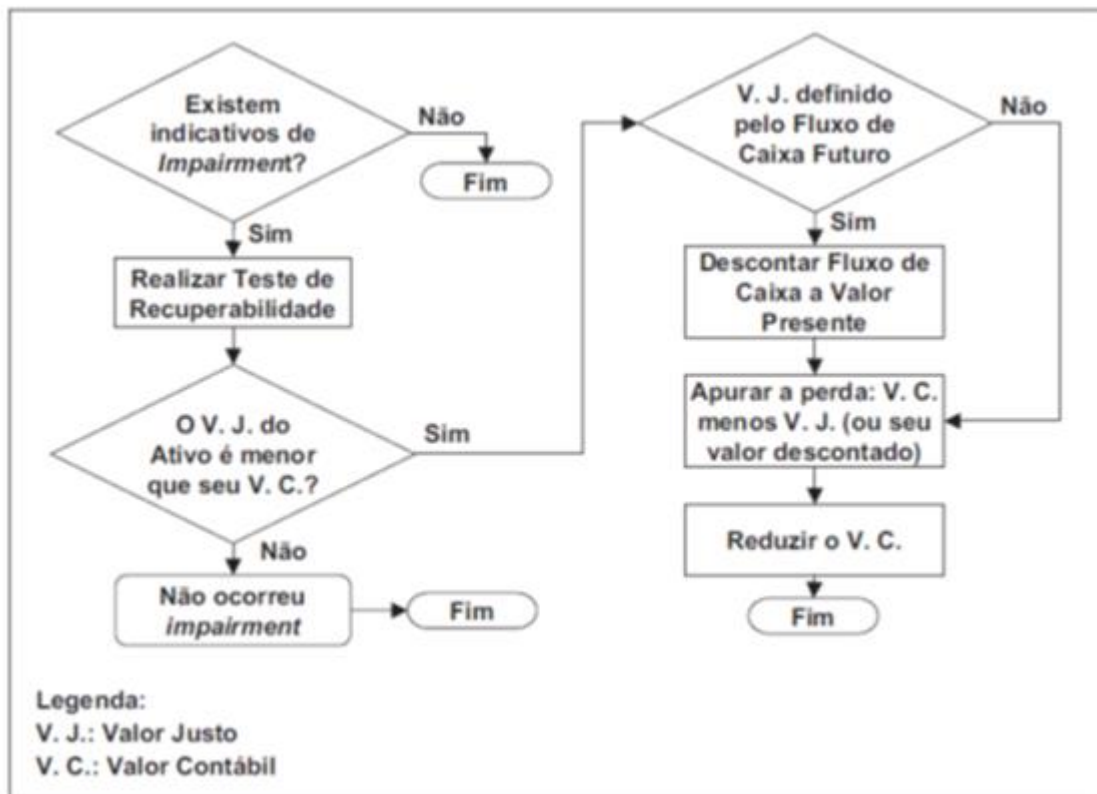 Existem
indicativos de
Impairment?
Não
Fim
Sim
Realizar Teste de
Recuperabilidade
O V. J. do
Ativo é menor
que seu V. C.?
Sim
Não
Não ocorreu
impairment
Fim
V. J. definido
pelo Fluxo de
Caixa Futuro
Não
Sim
Descontar Fluxo de
Caixa a Valor
Presente
Apurar a perda: V. C.
menos V. J. (ou seu
valor descontado)
Reduzir o V. C.
Fim
Legenda:
V. J.: Valor Justo
V. C.: Valor Contábil